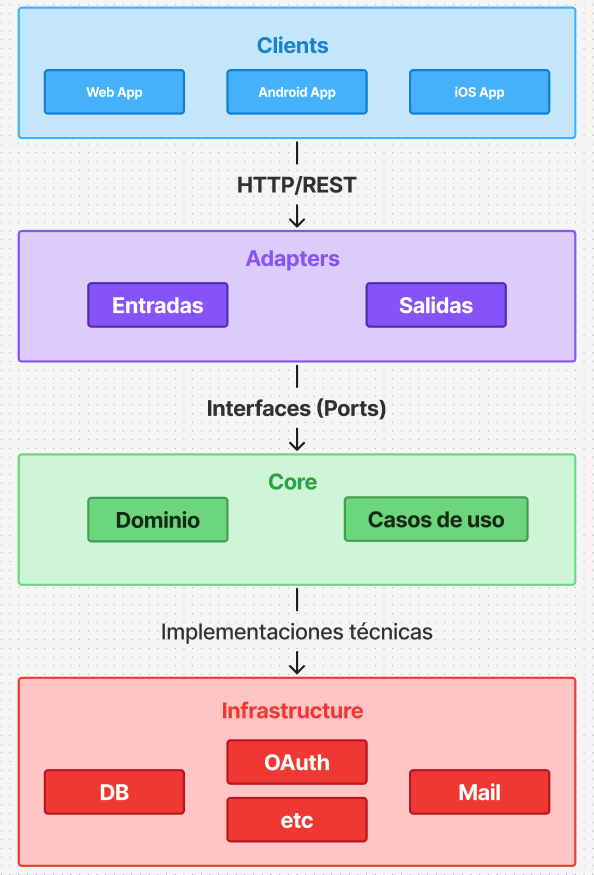 Clients
Web App
Android App
iOS App
HTTP/REST
Adapters
Entradas
Salidas
Interfaces (Ports)
Core
Dominio
Casos de uso
Implementaciones técnicas
Infrastructure
OAuth
DB
Mail
etc